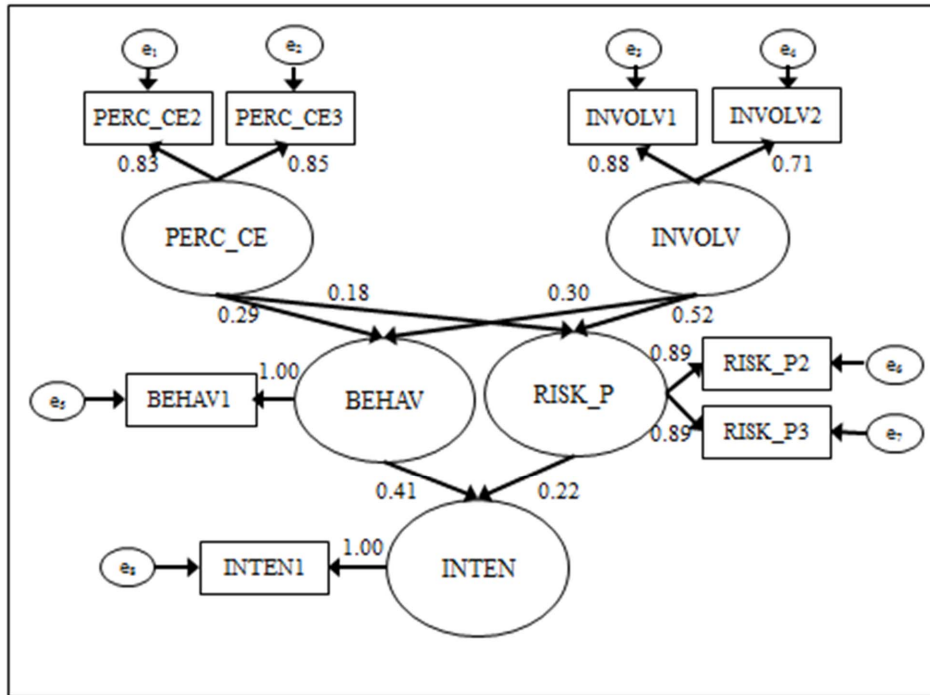 e₁
e₂
e₃
e₄
PERC_CE2
PERC_CE3
INVOLV1
INVOLV2
0.83
0.85
0.88
0.71
PERC_CE
INVOLV
0.18
0.30
0.29
0.52
e₅
BEHAV1
1.00
BEHAV
RISK_P
0.89
RISK_P2
e₆
0.89
RISK_P3
e₇
0.41
0.22
e₈
INTEN1
1.00
INTEN